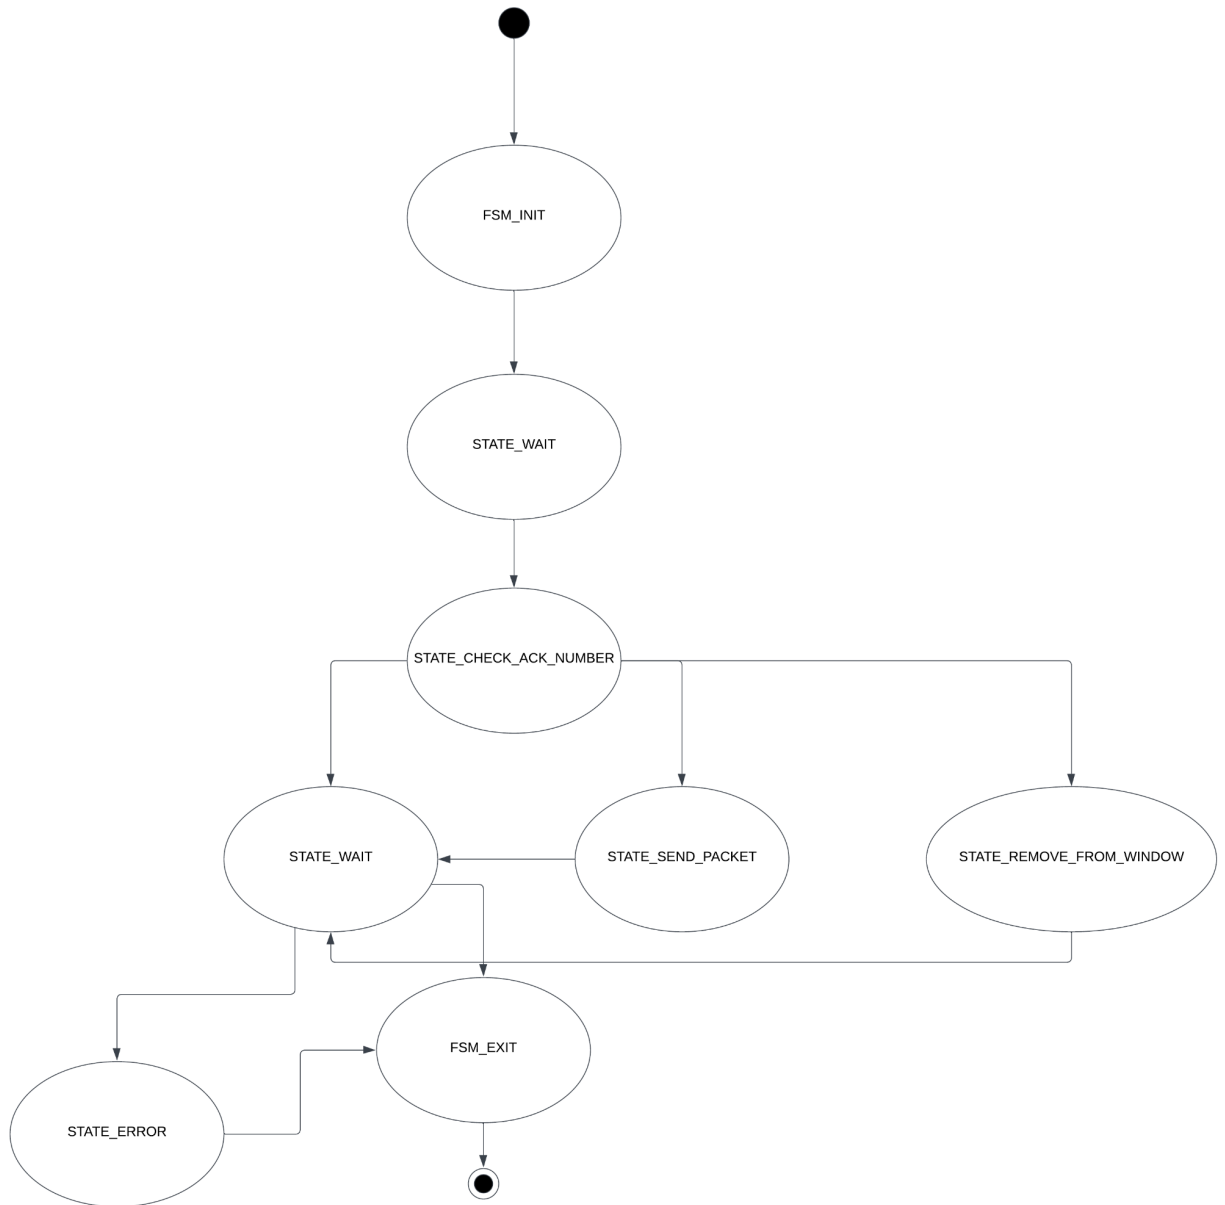 FSM_INIT
STATE_WAIT
STATE_CHECK_ACK_NUMBER
STATE_WAIT
STATE_SEND_PACKET
STATE_REMOVE_FROM_WINDOW
FSM_EXIT
STATE_ERROR